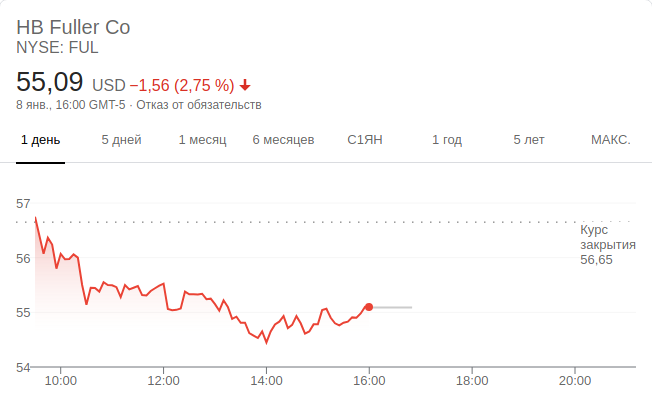 HB Fuller Co
NYSE: FUL
55,09 USD −1,56 (2,75 %)
8 янв., 16:00 GMT-5 · Отказ от обязательств
1 день 5 дней 1 месяц 6 месяцев С1ЯН 1 год 5 лет МАКС.
57
56
55
54
Курс
закрытия
56,65
10:00 12:00 14:00 16:00 18:00 20:00